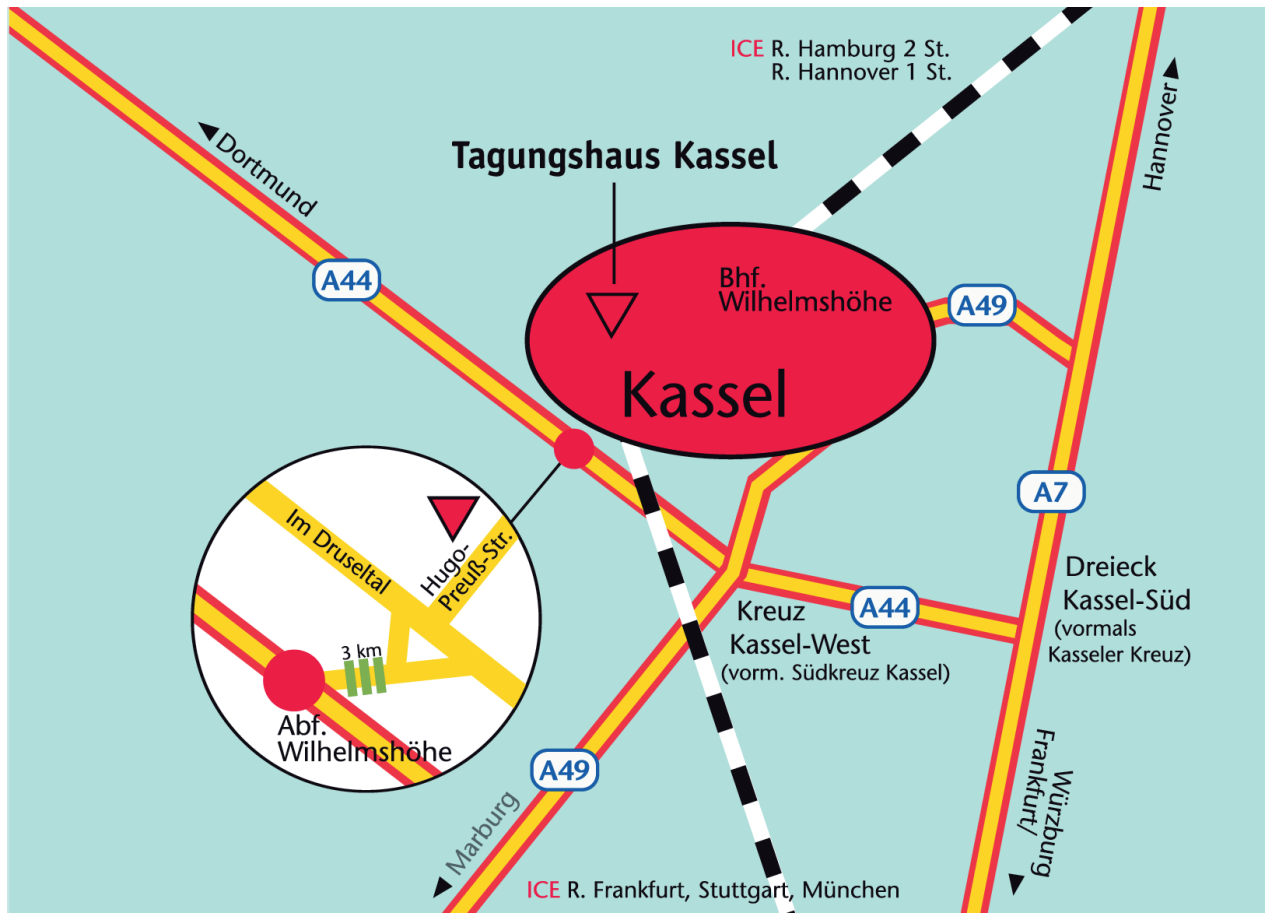 ICE R. Hamburg 2 St.
R. Hannover 1 St.
Hannover
Dortmund
Tagungshaus Kassel
A44
Bhf.
Wilhelmshöhe
A49
Kassel
A7
Im Druseltal
Hugo-
Preuß-Str.
3 km
Abf.
Wilhelmshöhe
Kreuz
Kassel-West
(vorm. Südkreuz Kassel)
A44
Dreieck
Kassel-Süd
(vormals
Kasseler Kreuz)
A49
Marburg
Würzburg
Frankfurt/
ICE R. Frankfurt, Stuttgart, München